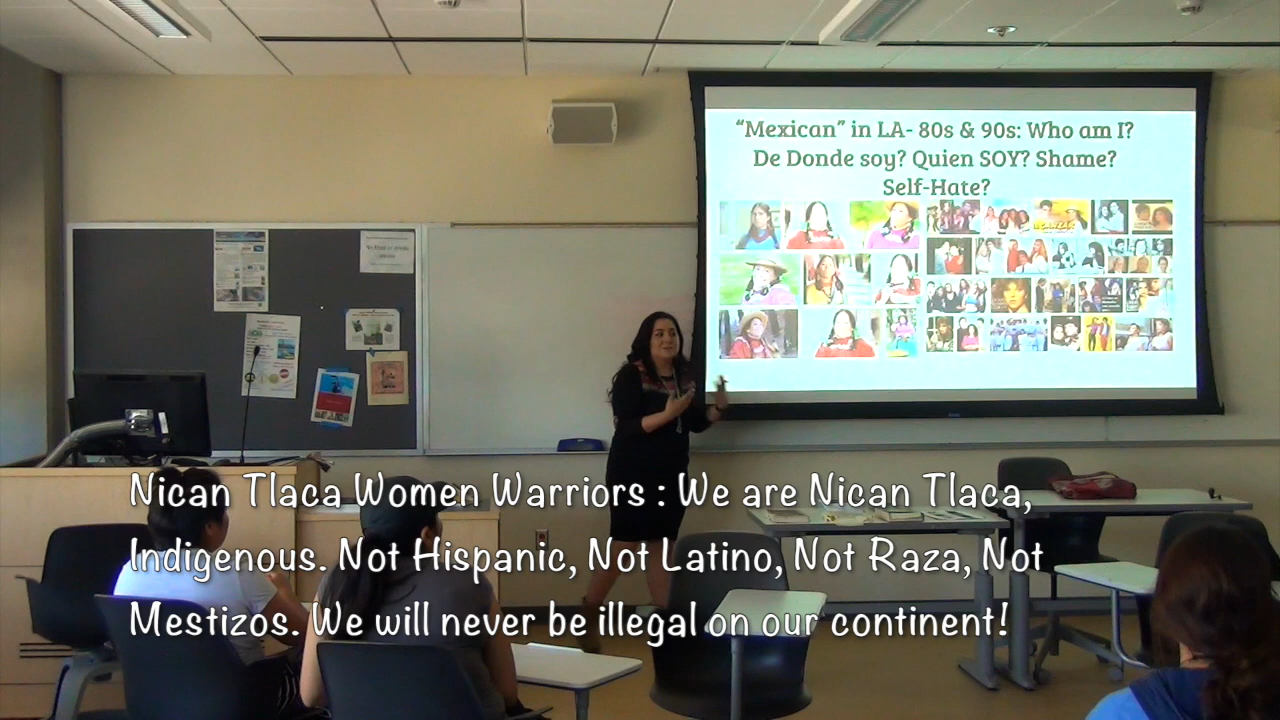 “Mexican” in LA- 80s & 90s: Who am I?
De Donde soy? Quien SOY? Shame?
Self-Hate?
Nican Tlaca Women Warriors : We are Nican Tlaca,
Indigenous. Not Hispanic, Not Latino, Not Raza, Not
Mestizos. We will never be illegal on our continent!